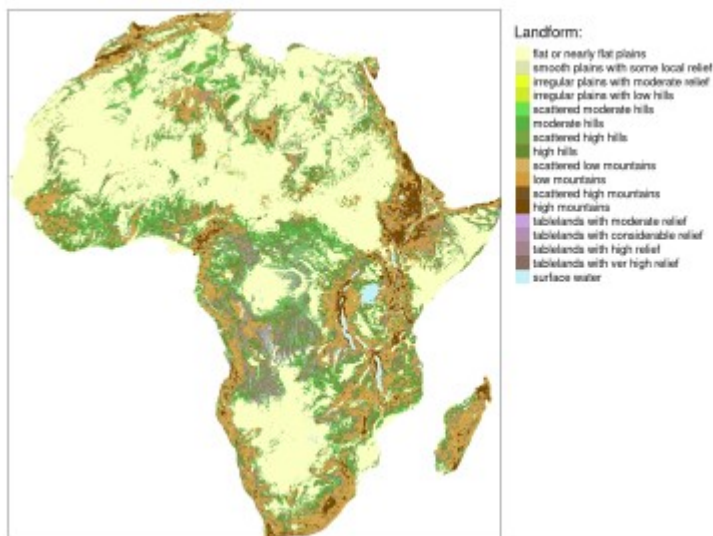 Landform:
flat or nearly flat plains
smooth plains with some local relief
irregular plains with moderate relief
irregular plains with low hills
scattered moderate hills
moderate hills
scattered high hills
high hills
scattered low mountains
low mountains
scattered high mountains
high mountains
tablelands with moderate relief
tablelands with considerable relief
tablelands with high relief
tablelands with ver high relief
surface water